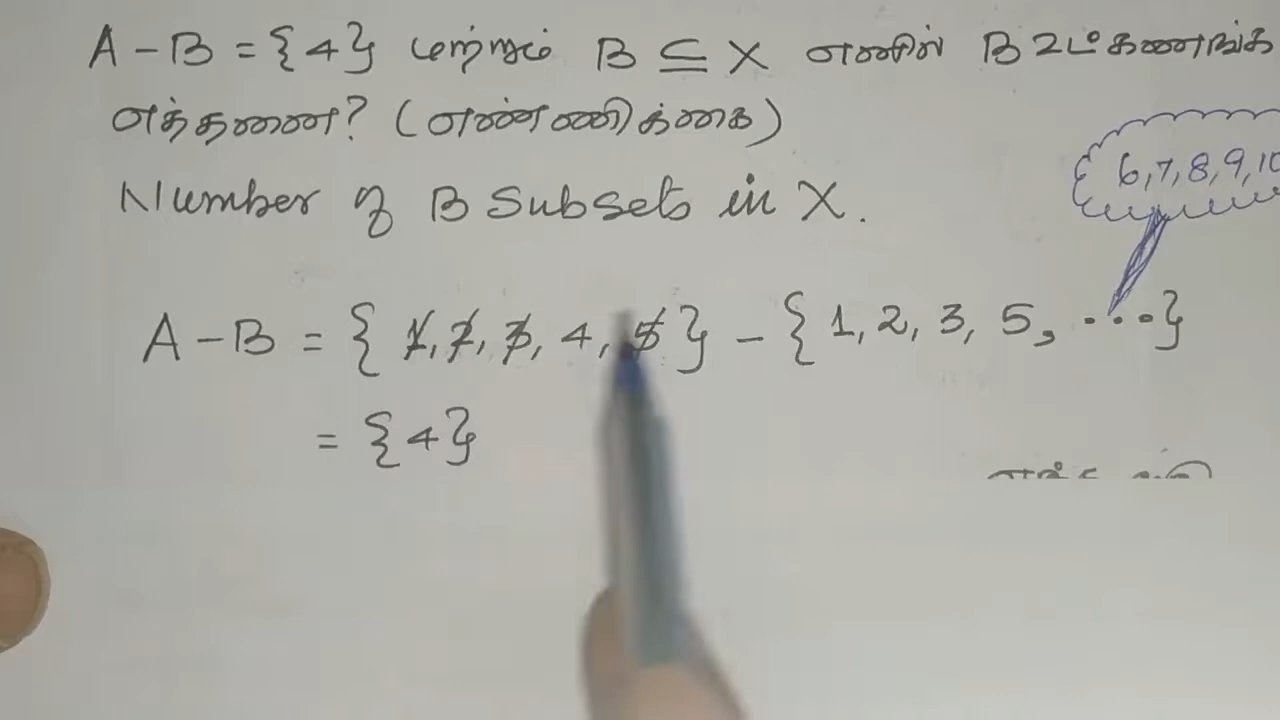 A - B = {4} மற்றும் B ⊆ X எனில் B உட்கணங்க
எத்தனை? (எண்ணிக்கை)
6, 7, 8, 9, 10
Number of B Subsets in X.
A - B = { 1, 2, 3, 4, 5 } - { 1, 2, 3, 5, ... }
= {4}